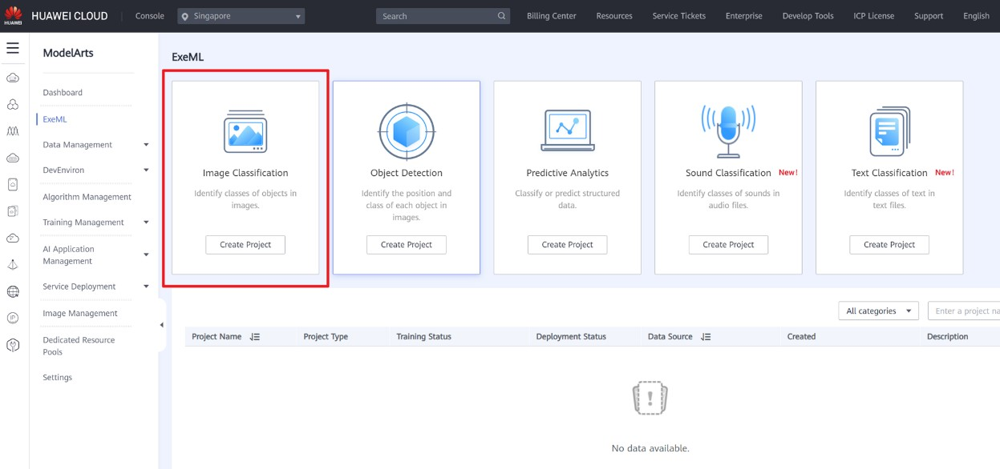 HUAWEI
HUAWEI CLOUD
Console
Singapore
Search
Billing Center
Resources
Service Tickets
Enterprise
Develop Tools
ICP License
Support
English
ModelArts
Dashboard
ExeML
Data Management
DevEnviron
Algorithm Management
Training Management
AI Application
Management
Service Deployment
Image Management
Dedicated Resource
Pools
Settings
ExeML
Image Classification
Identify classes of objects in
images.
Create Project
Object Detection
Identify the position and
class of each object in
images.
Create Project
Predictive Analytics
Classify or predict structured
data.
Create Project
Sound Classification New!
Identify classes of sounds in
audio files.
Create Project
Text Classification New!
Identify classes of text in
text files.
Create Project
All categories
Enter a project na
Project Name
Project Type
Training Status
Deployment Status
Data Source
Created
Description
No data available.
IP